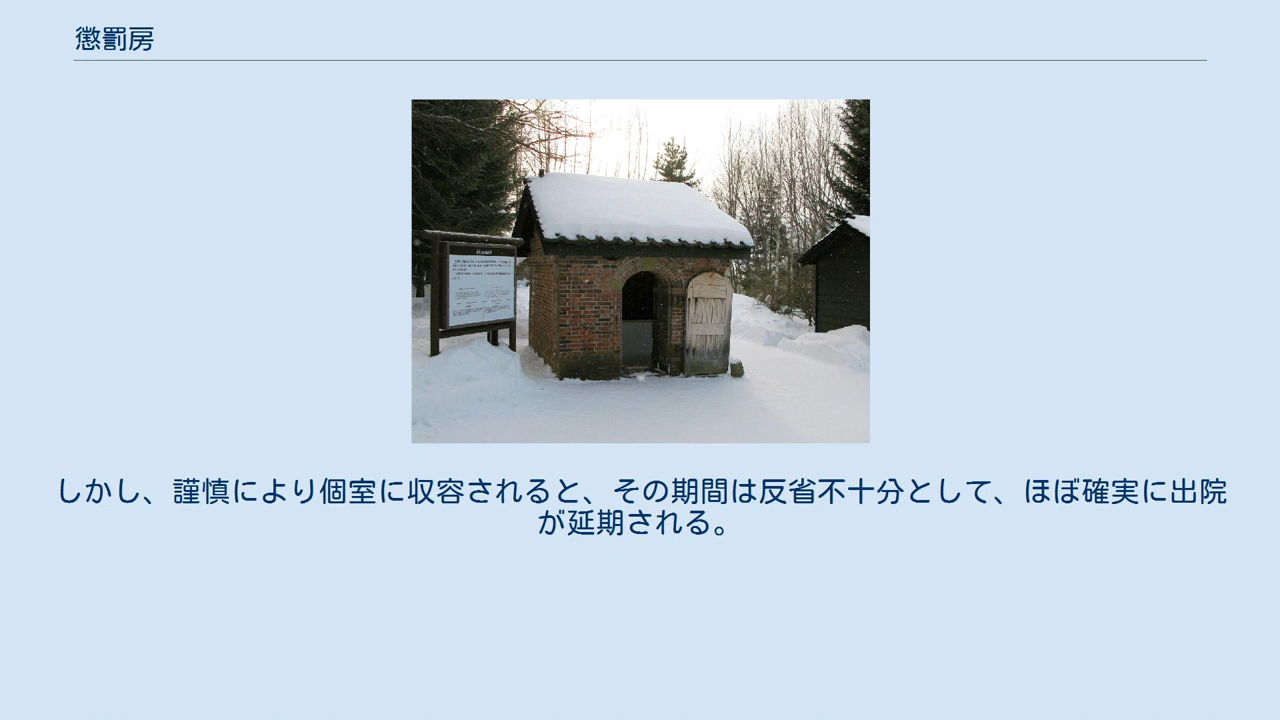 懲罰房
しかし、謹慎により個室に収容されると、その期間は反省不十分として、ほぼ確実に出院
が延期される。